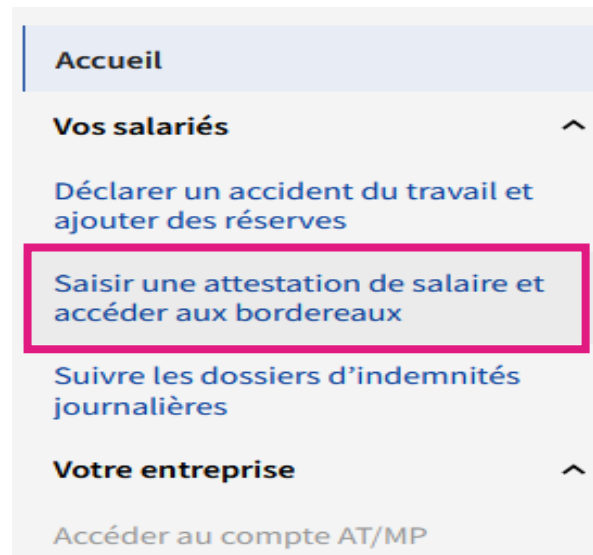 Accueil
Vos salariés
Déclarer un accident du travail et
ajouter des réserves
Saisir une attestation de salaire et
accéder aux bordereaux
Suivre les dossiers d’indemnités
journalières
Votre entreprise
Accéder au compte AT/MP